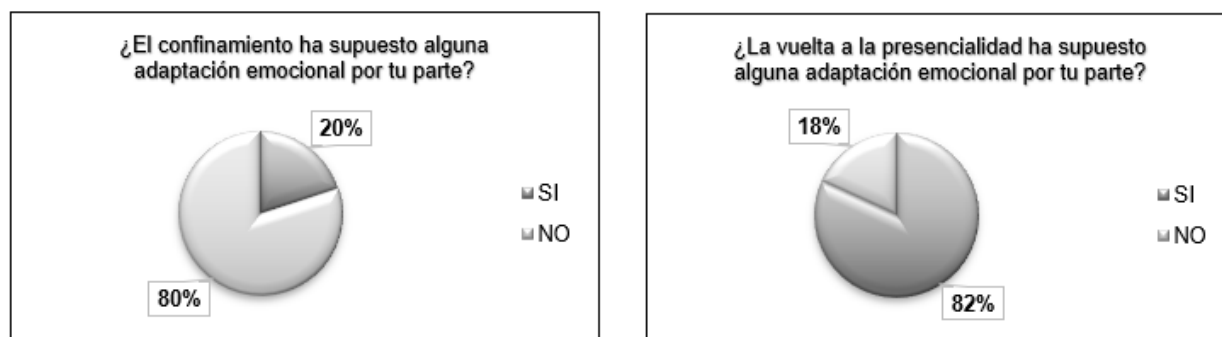 ¿El confinamiento ha supuesto alguna
adaptación emocional por tu parte?
20%
80%
SI
NO
¿La vuelta a la presencialidad ha supuesto
alguna adaptación emocional por tu parte?
18%
82%
SI
NO